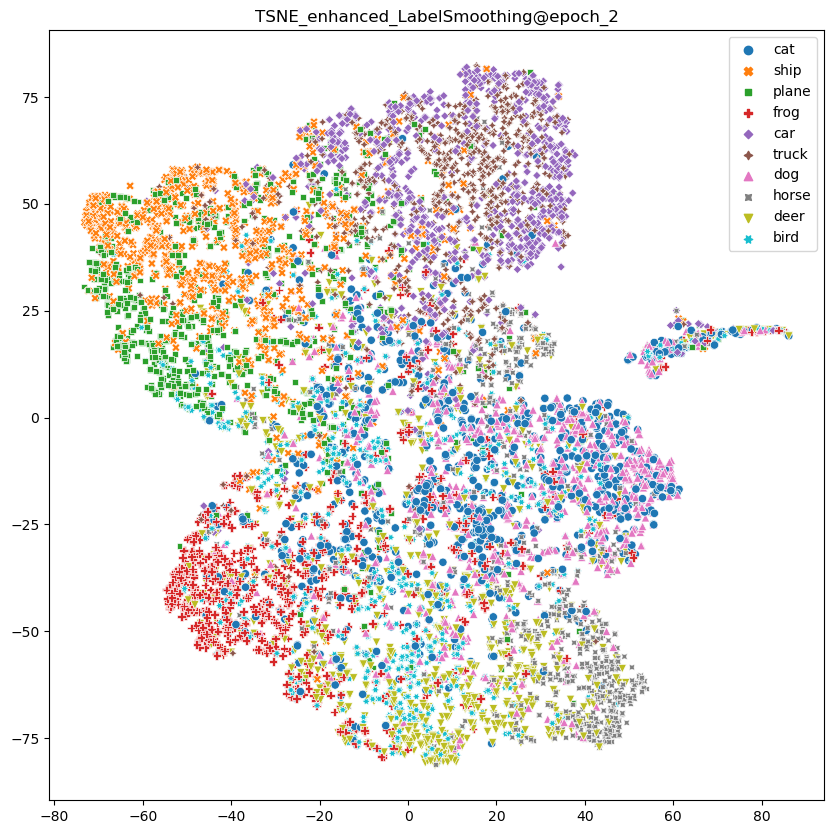 TSNE_enhanced_LabelSmoothing@epoch_2
cat
ship
plane
frog
car
truck
dog
horse
deer
bird
75
50
25
0
−25
−50
−75
−80
−60
−40
−20
0
20
40
60
80